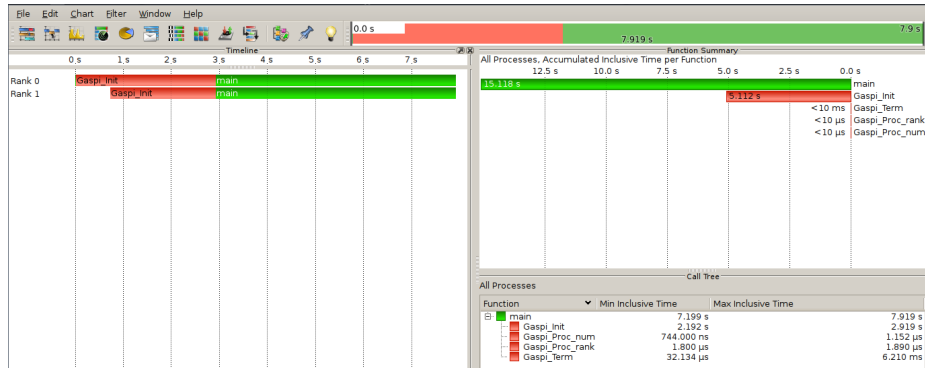 File Edit Chart Filter Window Help
0.0 s 7.9 s
7.919 s
Timeline
0 s 1 s 2 s 3 s 4 s 5 s 6 s 7 s
Rank 0 Gaspi_Init main
Rank 1 Gaspi_Init main
Function Summary
All Processes, Accumulated Inclusive Time per Function
12.5 s 10.0 s 7.5 s 5.0 s 2.5 s 0.0 s
15.118 s main
5.112 s Gaspi_Init
<10 ms Gaspi_Term
<10 µs Gaspi_Proc_rank
<10 µs Gaspi_Proc_num
Call Tree
All Processes
Function Min Inclusive Time Max Inclusive Time
main 7.199 s 7.919 s
Gaspi_Init 2.192 s 2.919 s
Gaspi_Proc_num 744.000 ns 1.152 µs
Gaspi_Proc_rank 1.800 µs 1.890 µs
Gaspi_Term 32.134 µs 6.210 ms